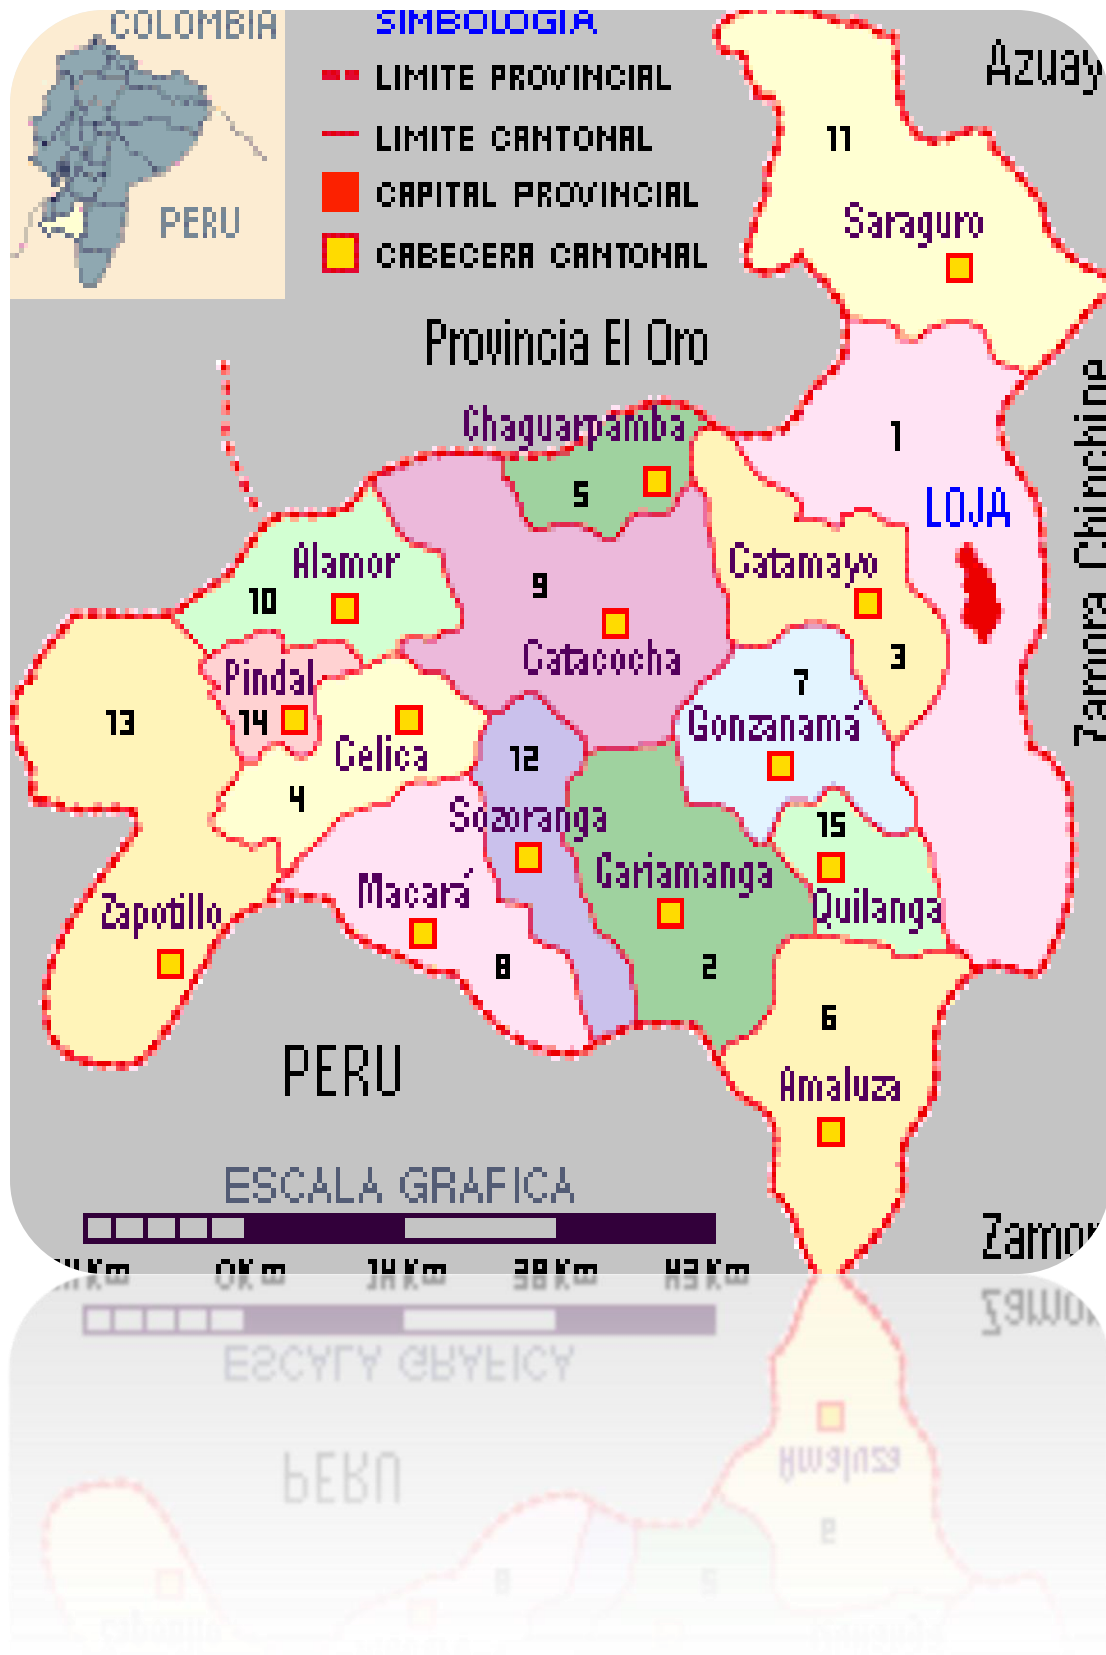 COLOMBIA
PERU
SIMBOLOGIA
LIMITE PROVINCIAL
LIMITE CANTONAL
CAPITAL PROVINCIAL
CABECERA CANTONAL
Azuay
11
Saraguro
Provincia El Oro
Zamora Chinchipe
Chaguarpamba
5
1
LOJA
Alamor
10
9
Catacocha
Catamayo
3
7
Gonzanamá
Pindal
14
13
Celica
4
12
Sozoranga
15
Quilanga
Cariamanga
2
Macará
8
Zapotillo
6
Amaluza
PERU
ESCALA GRAFICA
0Km
Zamor